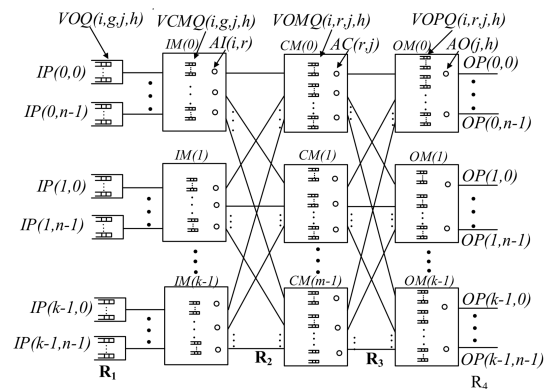 VOQ(i,g,j,h) VCMQ(i,g,j,h) VOMQ(i,r,j,h) VOPQ(i,r,j,h)
IM(0) AI(i,r) CM(0) AC(r,j) OM(0) AO(j,h)
IP(0,0) OP(0,0)
IP(0,n-1) OP(0,n-1)
IM(1) CM(1) OM(1)
IP(1,0) OP(1,0)
IP(1,n-1) OP(1,n-1)
IM(k-1) CM(m-1) OM(k-1)
IP(k-1,0) OP(k-1,0)
IP(k-1,n-1) OP(k-1,n-1)
R1 R2 R3 R4